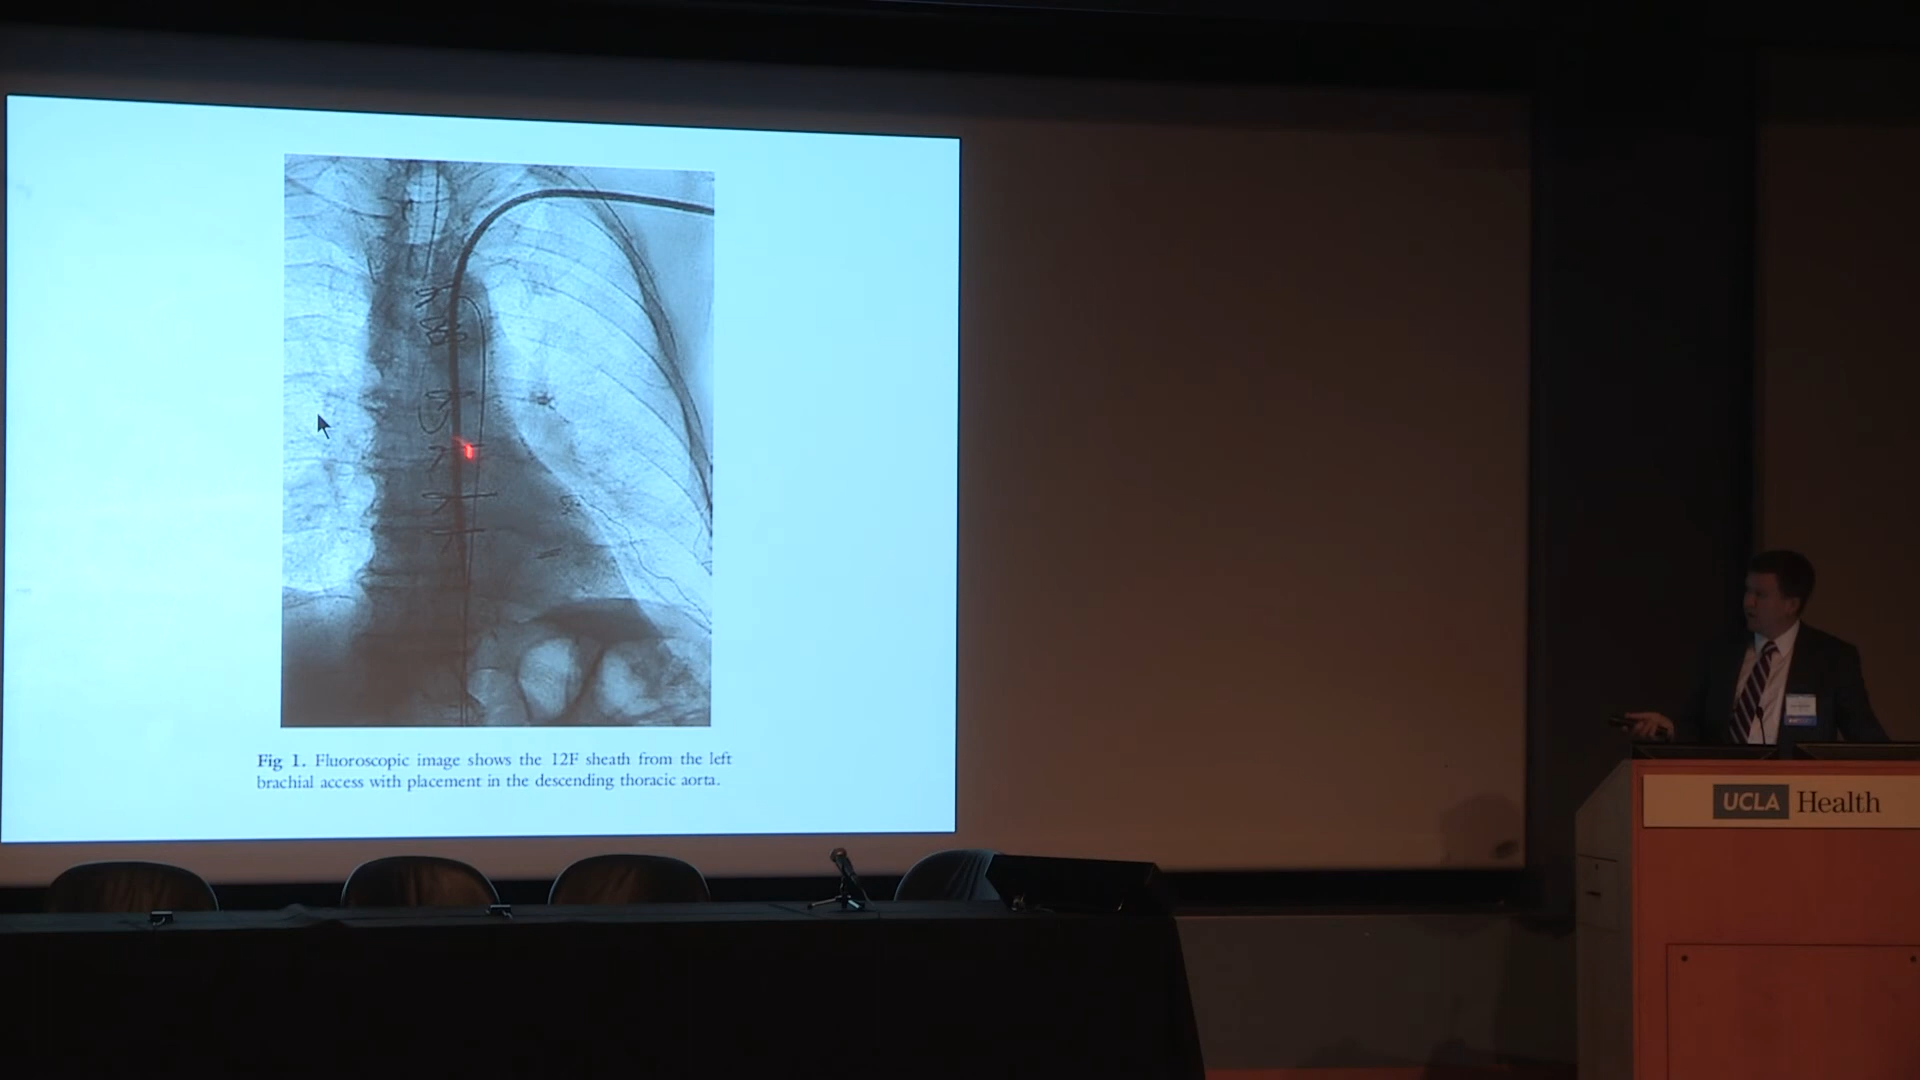 Fig 1. Fluoroscopic image shows the 12F sheath from the left
brachial access with placement in the descending thoracic aorta.
UCLA Health